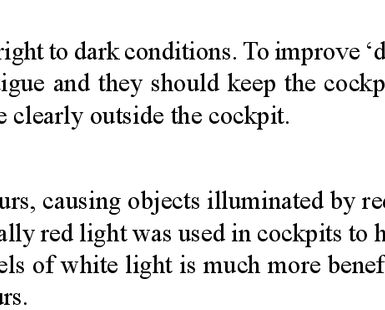 right to dark conditions. To improve ‘d
igue and they should keep the cockp
e clearly outside the cockpit.
urs, causing objects illuminated by re
ally red light was used in cockpits to h
els of white light is much more benef
urs.